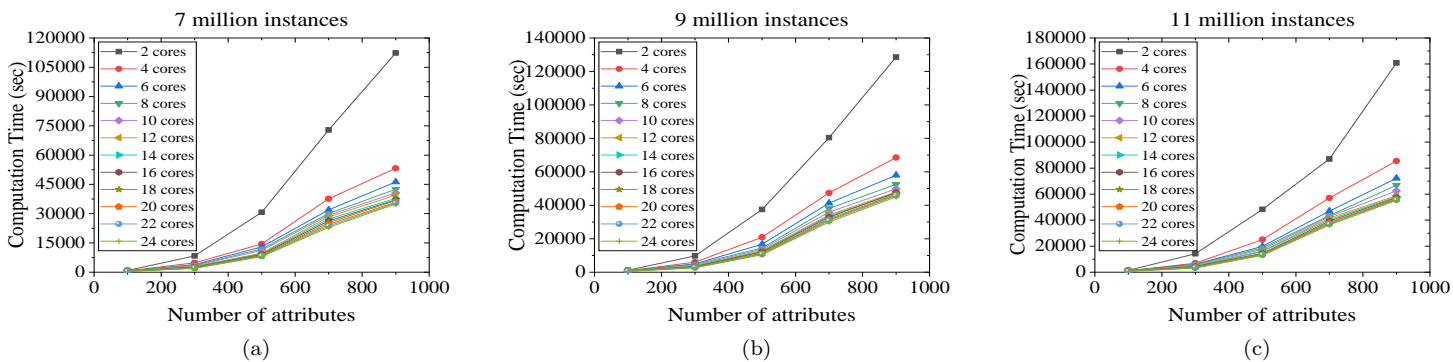 7 million instances
Computation Time (sec)
120000
105000
90000
75000
60000
45000
30000
15000
0
2 cores
4 cores
6 cores
8 cores
10 cores
12 cores
14 cores
16 cores
18 cores
20 cores
22 cores
24 cores
0 200 400 600 800 1000
Number of attributes
(a)
9 million instances
Computation Time (sec)
140000
120000
100000
80000
60000
40000
20000
0
2 cores
4 cores
6 cores
8 cores
10 cores
12 cores
14 cores
16 cores
18 cores
20 cores
22 cores
24 cores
0 200 400 600 800 1000
Number of attributes
(b)
11 million instances
Computation Time (sec)
180000
160000
140000
120000
100000
80000
60000
40000
20000
0
2 cores
4 cores
6 cores
8 cores
10 cores
12 cores
14 cores
16 cores
18 cores
20 cores
22 cores
24 cores
0 200 400 600 800 1000
Number of attributes
(c)